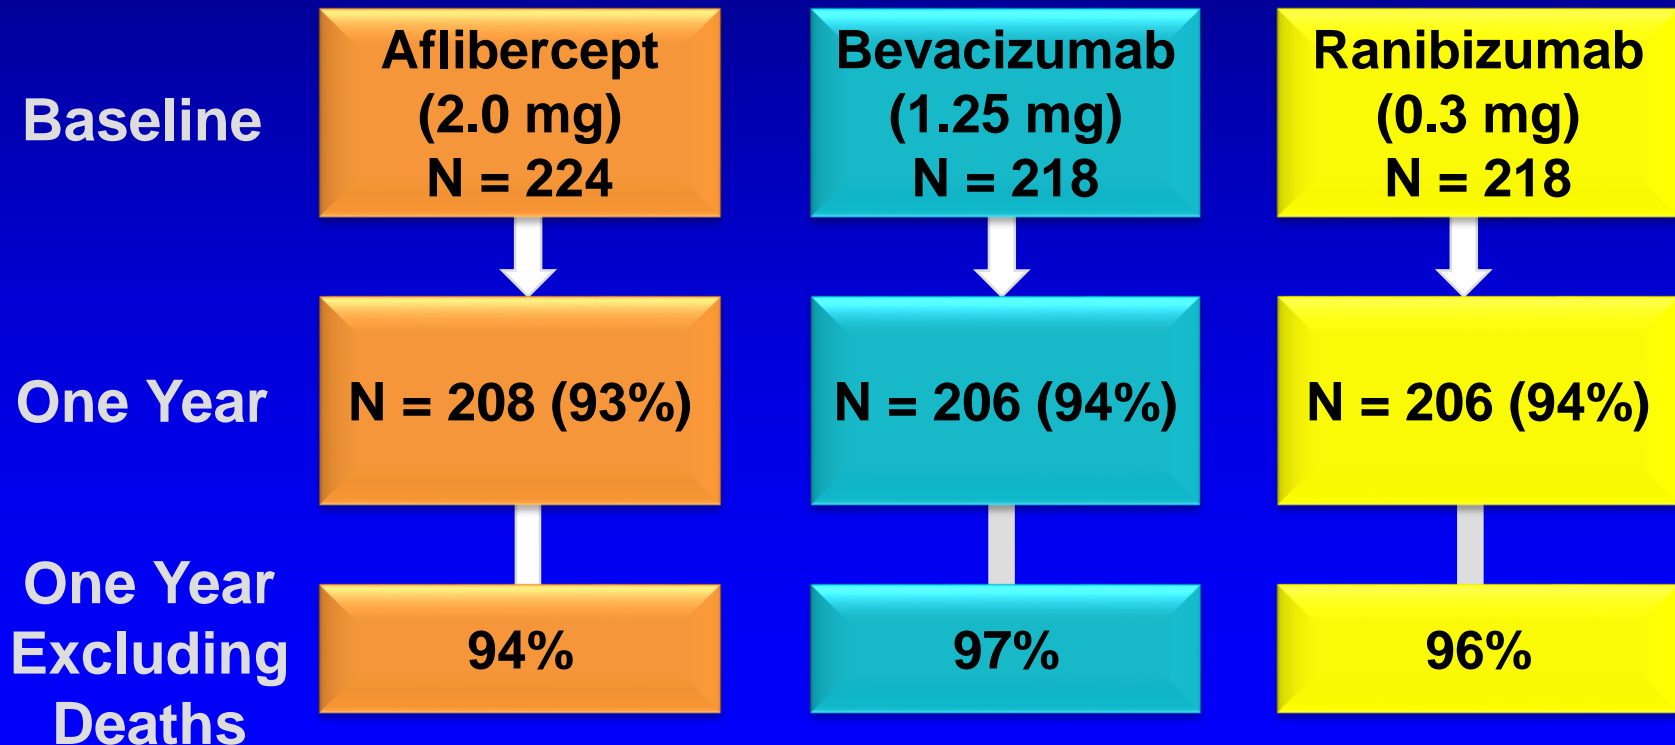 Baseline
Aflibercept
(2.0 mg)
N = 224
Bevacizumab
(1.25 mg)
N = 218
Ranibizumab
(0.3 mg)
N = 218
One Year
N = 208 (93%)
N = 206 (94%)
N = 206 (94%)
One Year
Excluding
Deaths
94%
97%
96%